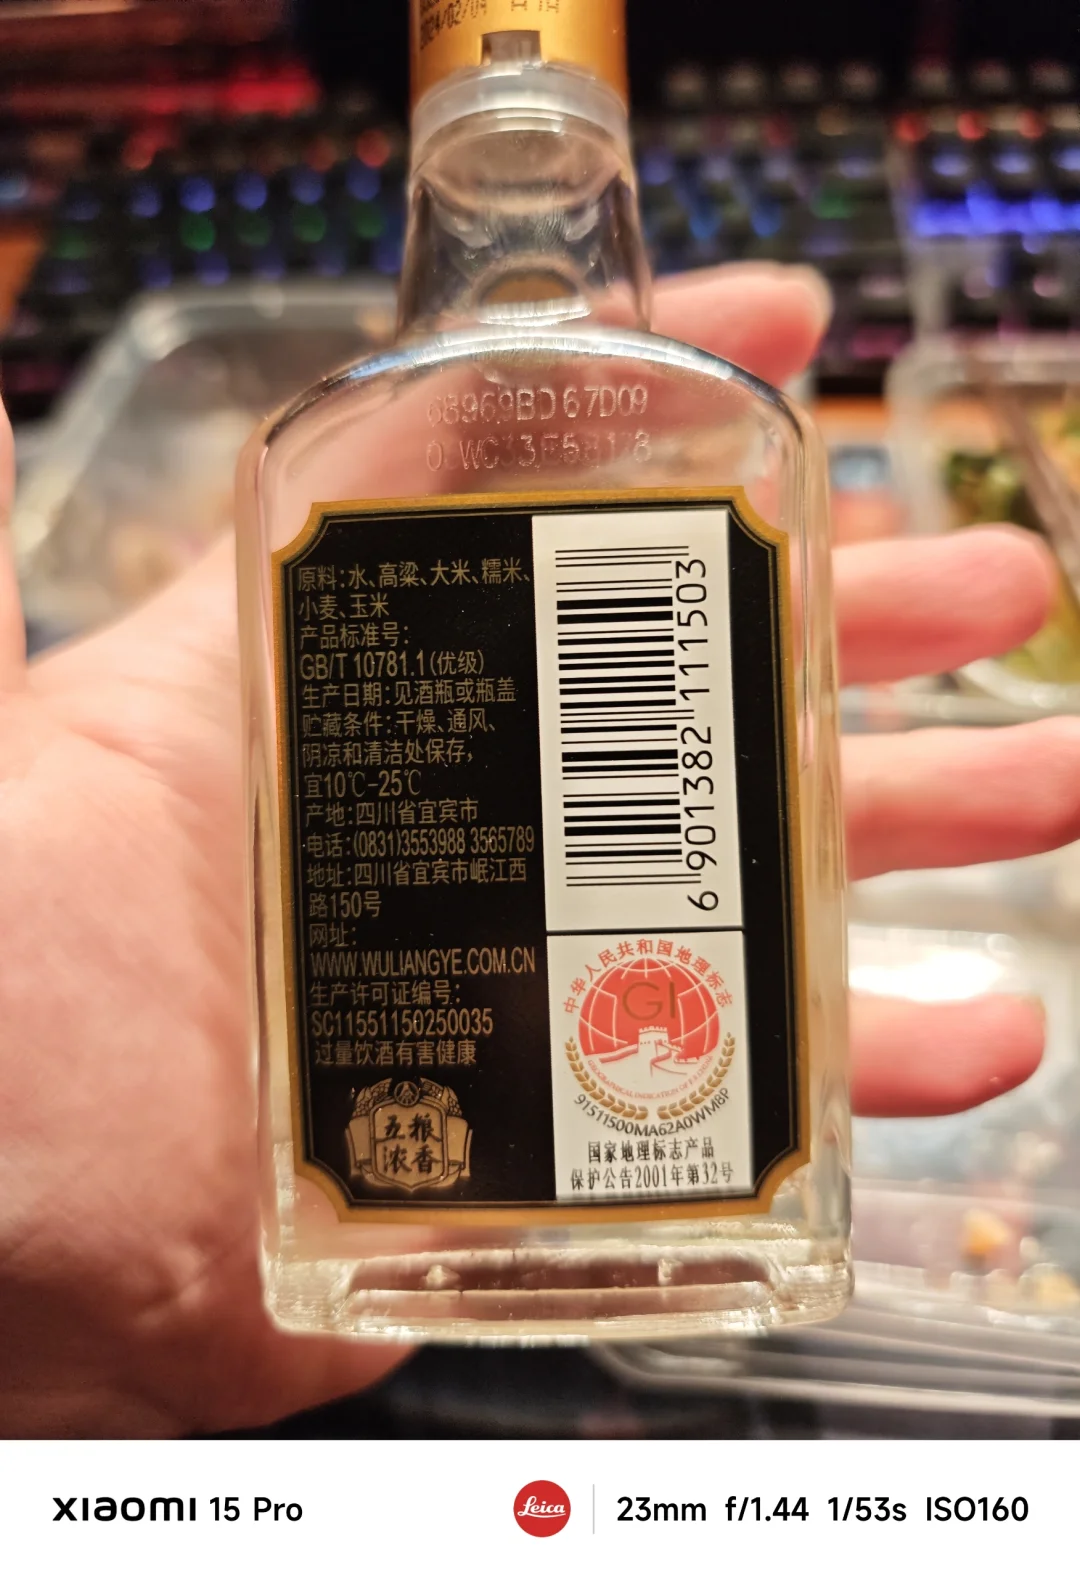 2024/02/04
68969BD67D09
原料:水、高粱、大米、糯米、
小麦、玉米
产品标准号:
GB/T 10781.1(优级)
生产日期:见酒瓶或瓶盖
贮藏条件:干燥、通风、
阴凉和清洁处保存,
宜10℃-25℃
产地:四川省宜宾市
电话:(0831)3553988 3565789
地址:四川省宜宾市岷江西
路150号
网址:
WWW.WULIANGYE.COM.CN
生产许可证编号:
SC11551150250035
过量饮酒有害健康
五粮
浓香
6 901382 111503
中华人民共和国地理标志
GI
GEOGRAPHICAL INDICATION OF P.R.CHINA
91511500MA62A0WM8P
国家地理标志产品
保护公告2001年第32号
xiaomi 15 Pro
Leica
23mm f/1.44 1/53s ISO160